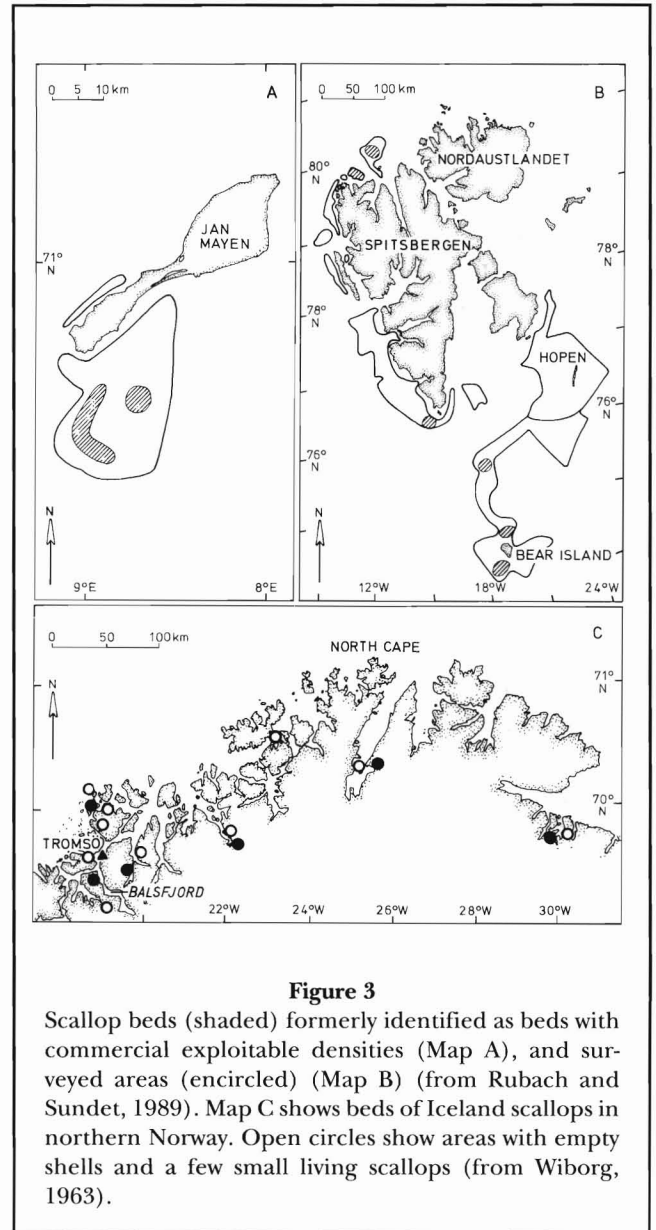 0 5 10 km
A
JAN
MAYEN
71°
N
N
9°E
8°E
0 50 100 km
B
80°
N
NORDAUSTLANDET
SPITSBERGEN
78°
N
78°
N
HOPEN
76°
N
76°
N
N
BEAR ISLAND
12°W
18°W
24°W
0 50 100 km
C
NORTH CAPE
N
71°
N
70°
N
TROMSÖ
BALSFJORD
22°W
24°W
26°W
28°W
30°W
Figure 3
Scallop beds (shaded) formerly identified as beds with
commercial exploitable densities (Map A), and sur-
veyed areas (encircled) (Map B) (from Rubach and
Sundet, 1989). Map C shows beds of Iceland scallops in
northern Norway. Open circles show areas with empty
shells and a few small living scallops (from Wiborg,
1963).